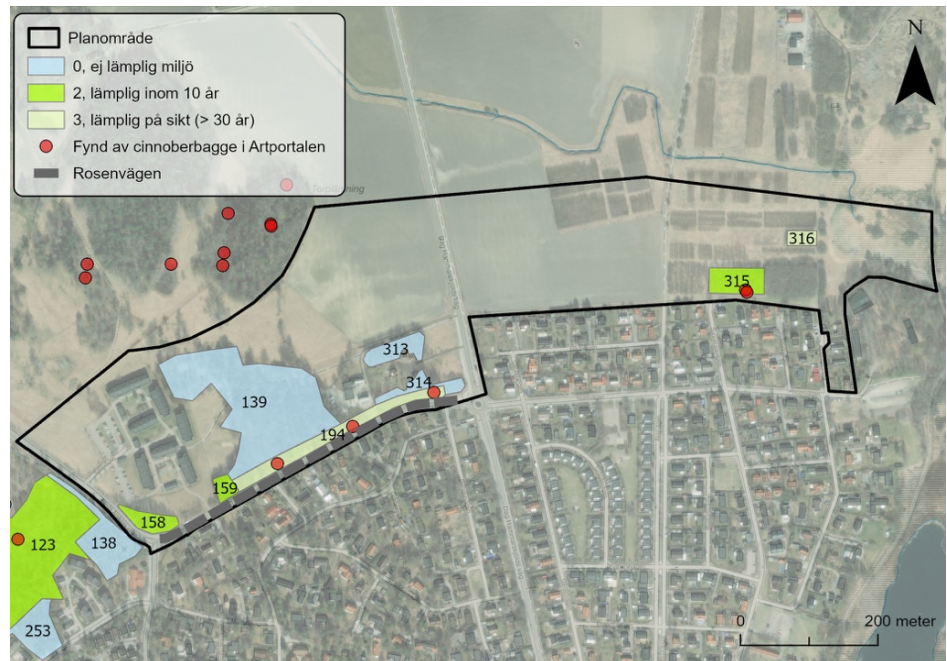 Planområde
0, ej lämplig miljö
2, lämplig inom 10 år
3, lämplig på sikt (> 30 år)
Fynd av cinnoberbagge i Artportalen
Rosenvägen
N
316
315
313
314
139
194
159
158
123
138
253
0
200 meter